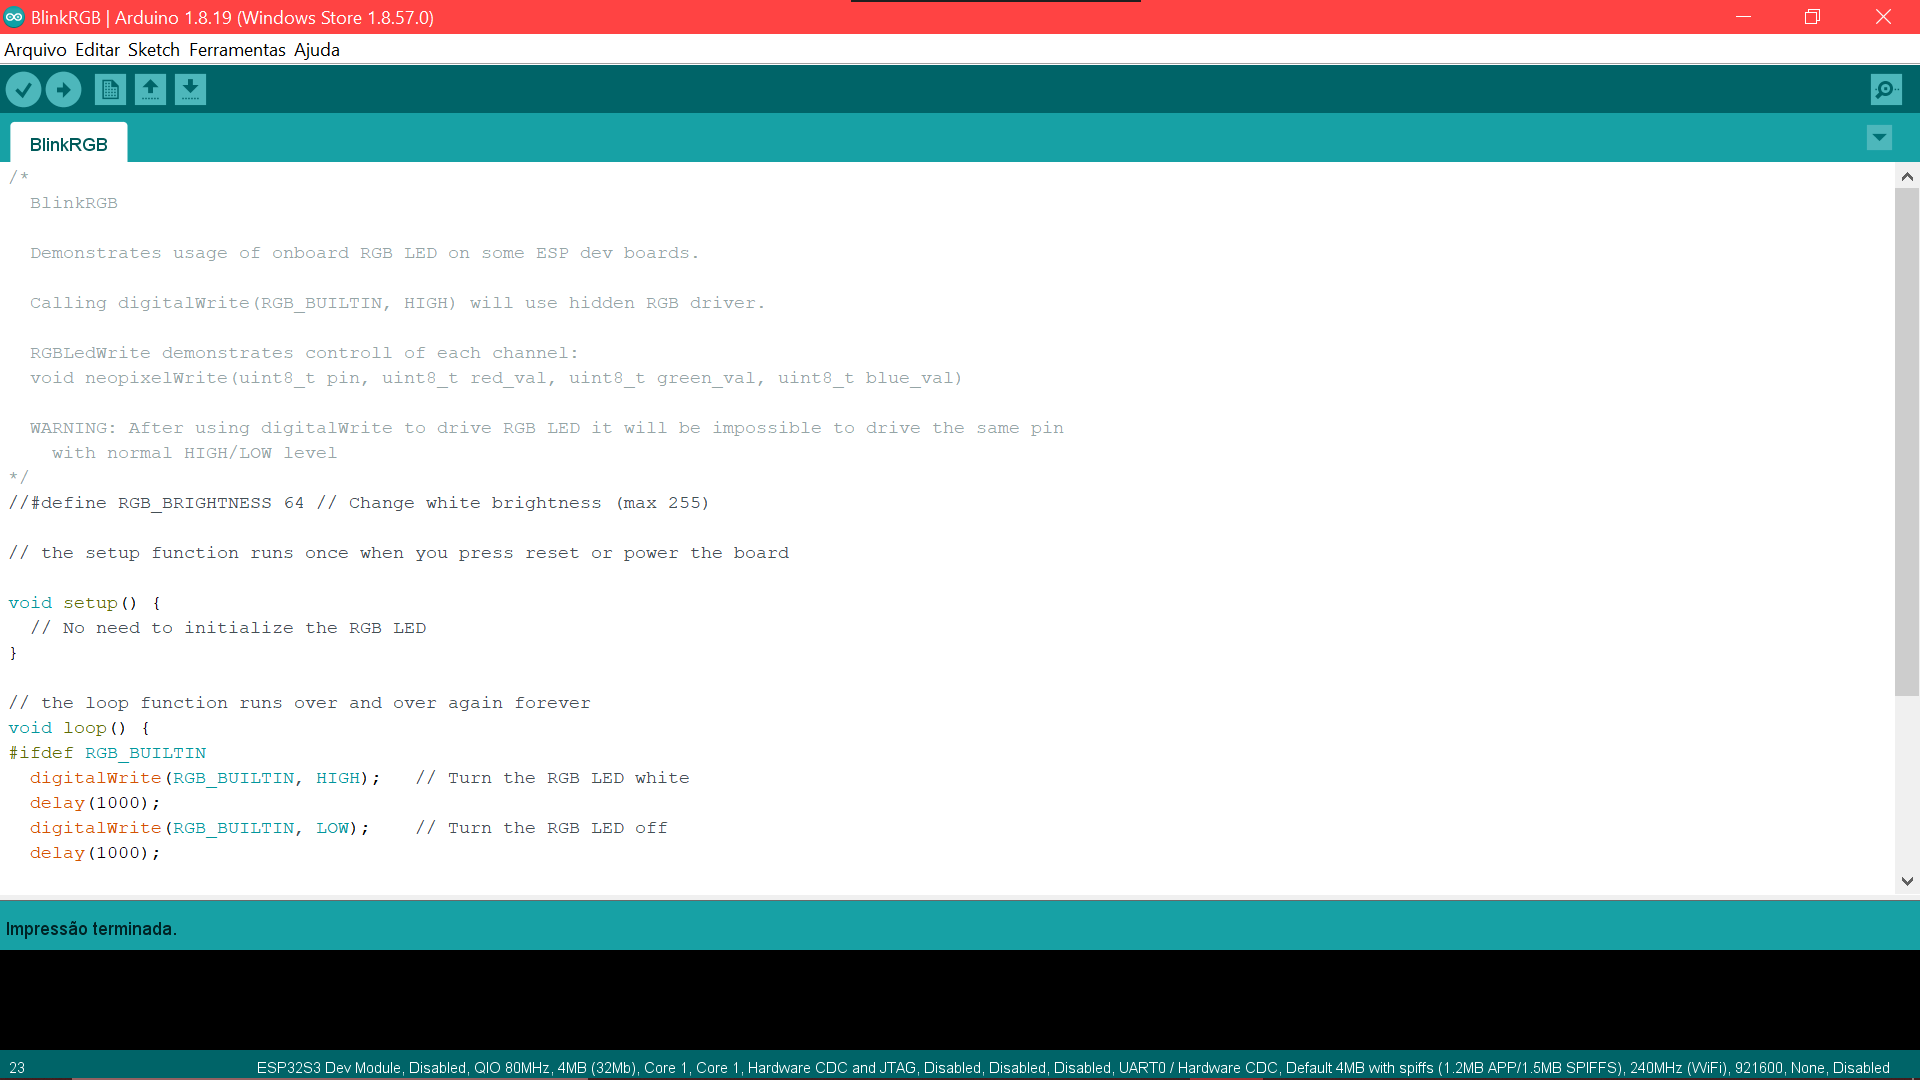 BlinkRGB | Arduino 1.8.19 (Windows Store 1.8.57.0)
Arquivo Editar Sketch Ferramentas Ajuda
BlinkRGB
/*
  BlinkRGB

  Demonstrates usage of onboard RGB LED on some ESP dev boards.

  Calling digitalWrite(RGB_BUILTIN, HIGH) will use hidden RGB driver.

  RGBLedWrite demonstrates controll of each channel:
  void neopixelWrite(uint8_t pin, uint8_t red_val, uint8_t green_val, uint8_t blue_val)

  WARNING: After using digitalWrite to drive RGB LED it will be impossible to drive the same pin
    with normal HIGH/LOW level
*/
//#define RGB_BRIGHTNESS 64 // Change white brightness (max 255)

// the setup function runs once when you press reset or power the board

void setup() {
  // No need to initialize the RGB LED
}

// the loop function runs over and over again forever
void loop() {
#ifdef RGB_BUILTIN
  digitalWrite(RGB_BUILTIN, HIGH);   // Turn the RGB LED white
  delay(1000);
  digitalWrite(RGB_BUILTIN, LOW);    // Turn the RGB LED off
  delay(1000);
Impressão terminada.
23
ESP32S3 Dev Module, Disabled, QIO 80MHz, 4MB (32Mb), Core 1, Core 1, Hardware CDC and JTAG, Disabled, Disabled, Disabled, UART0 / Hardware CDC, Default 4MB with spiffs (1.2MB APP/1.5MB SPIFFS), 240MHz (WiFi), 921600, None, Disabled